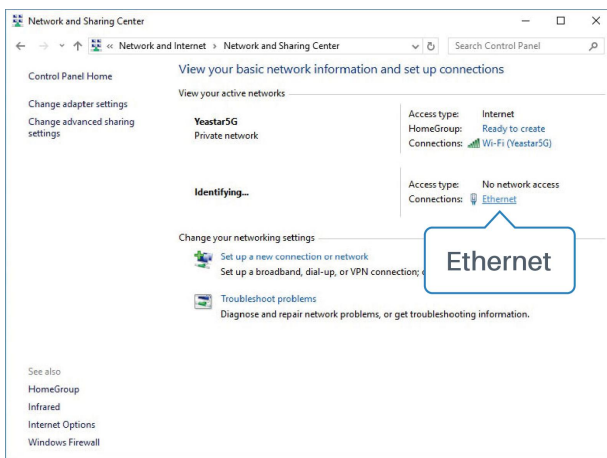 Network and Sharing Center
« Network and Internet › Network and Sharing Center
Search Control Panel
Control Panel Home
Change adapter settings
Change advanced sharing
settings
View your basic network information and set up connections
View your active networks
Yeastar5G
Private network
Access type: Internet
HomeGroup: Ready to create
Connections: Wi-Fi (Yeastar5G)
Identifying...
Access type: No network access
Connections: Ethernet
Ethernet
Change your networking settings
Set up a new connection or network
Set up a broadband, dial-up, or VPN connection;
Troubleshoot problems
Diagnose and repair network problems, or get troubleshooting information.
See also
HomeGroup
Infrared
Internet Options
Windows Firewall